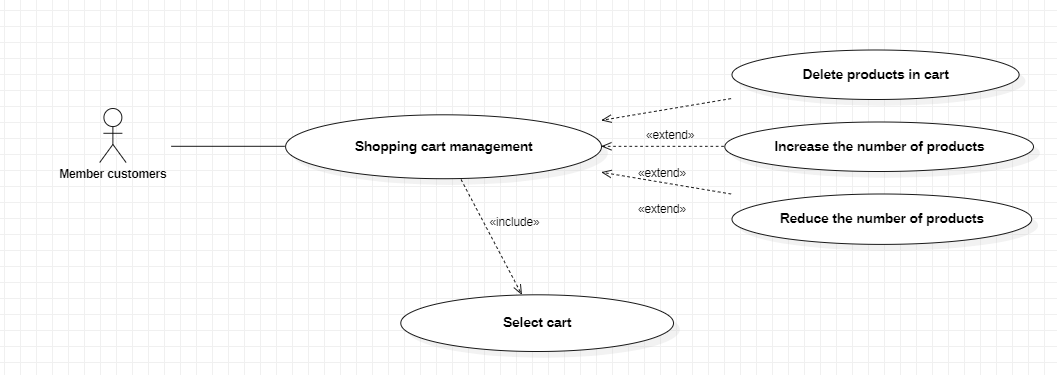 Delete products in cart
«extend»
Member customers
Shopping cart management
Increase the number of products
«extend»
«extend»
Reduce the number of products
«include»
Select cart